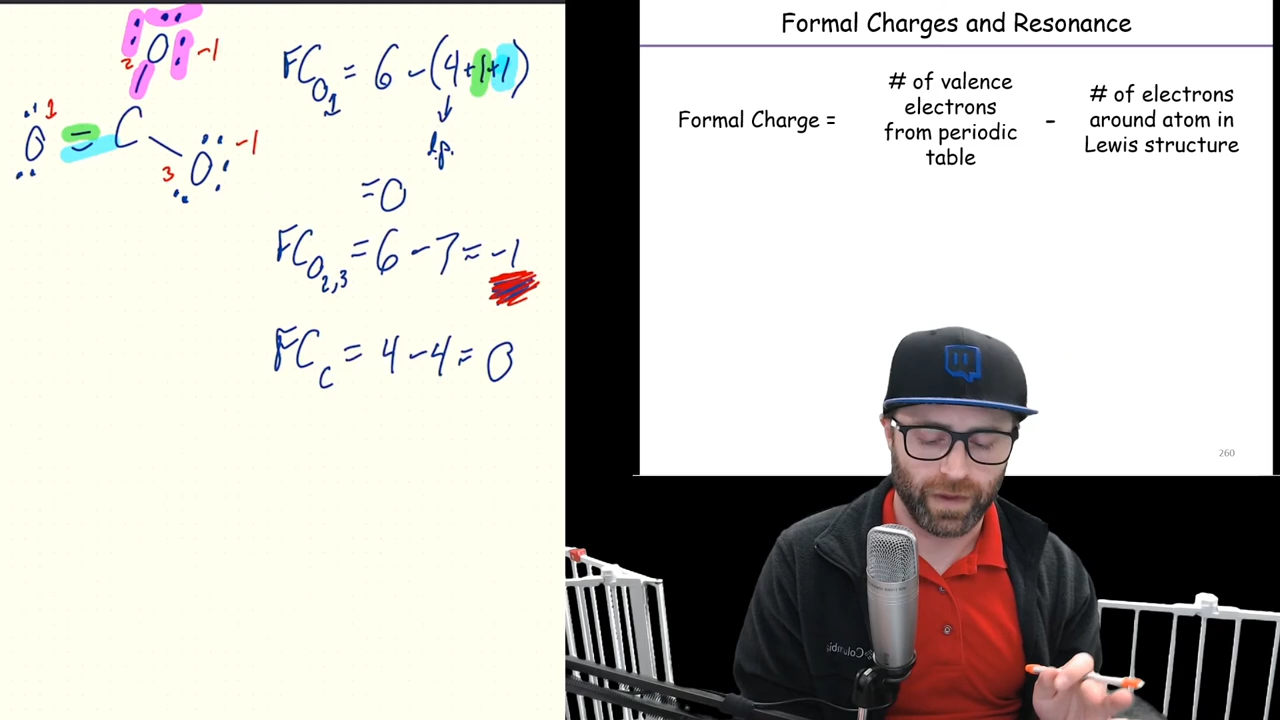 2 O -1
O 1 = C
3 O -1
FC O1 = 6 - (4+1+1)
l.p.
= 0
FC O2,3 = 6 - 7 = -1
FC C = 4 - 4 = 0
Formal Charges and Resonance
Formal Charge =
# of valence
electrons
from periodic
table
-
# of electrons
around atom in
Lewis structure
260
Columbia